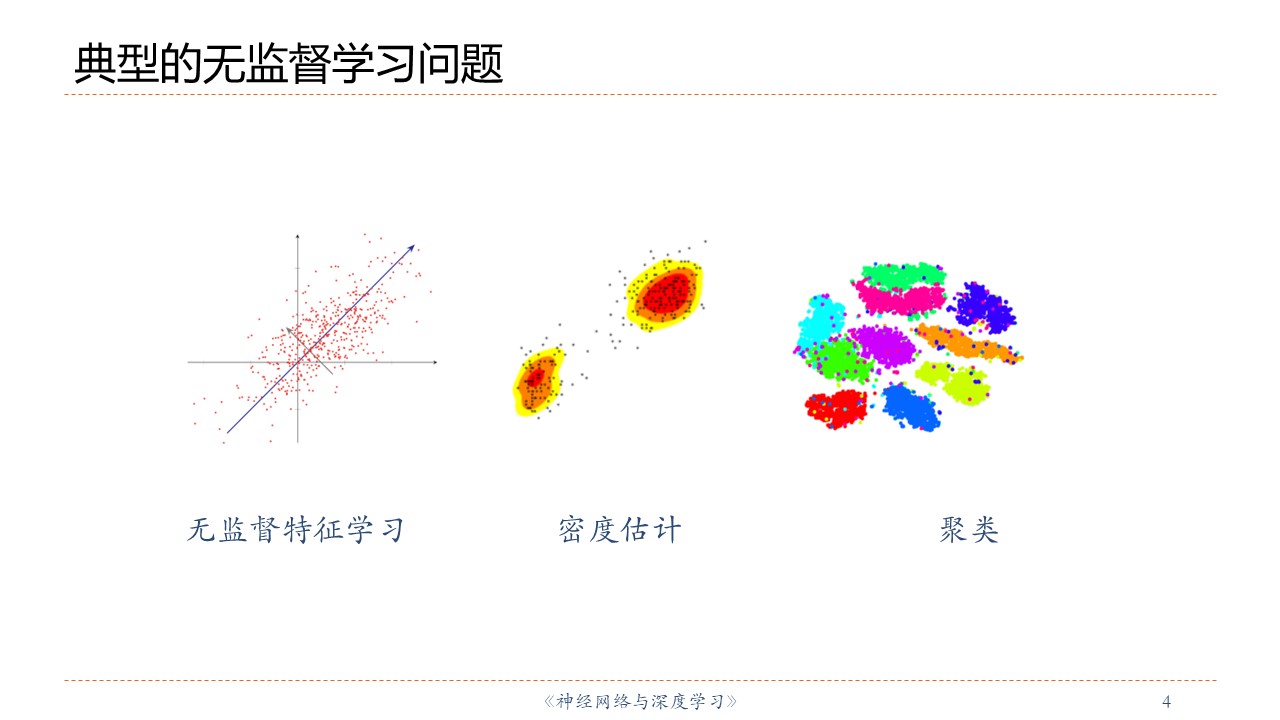 典型的无监督学习问题
无监督特征学习
密度估计
聚类
《神经网络与深度学习》
4